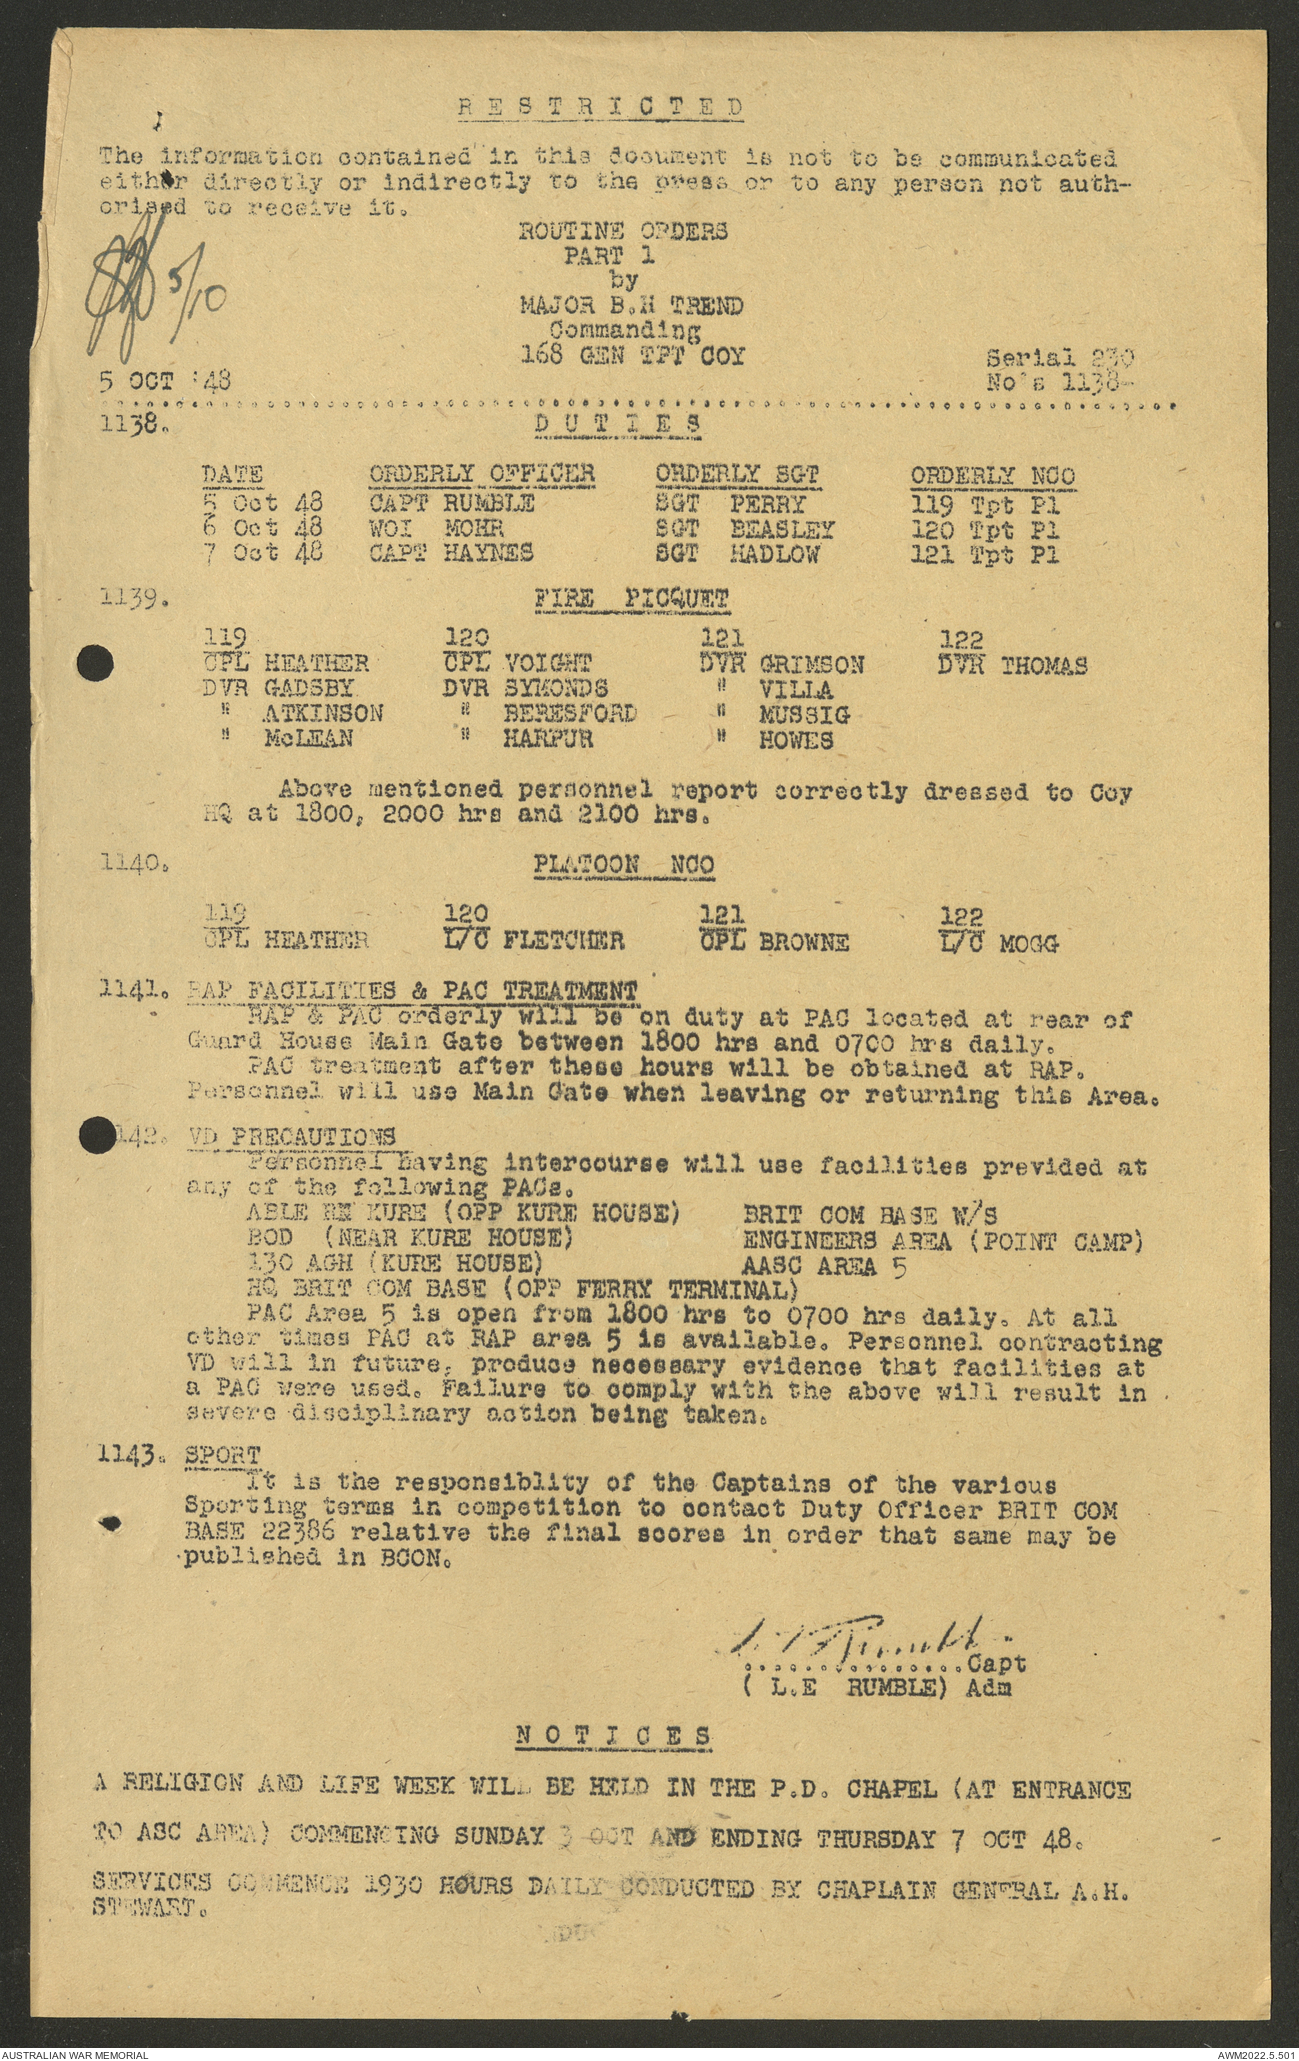 R E S T R I C T E D
The information contained in this document is not to be communicated
either directly or indirectly to the press or to any person not auth-
orised to receive it.
ROUTINE ORDERS
PART 1
by
MAJOR B.H TREND
Commanding
168 GEN TPT COY
5/10
Serial 230
5 OCT '48 No's 1138-
1138. D U T I E S
DATE ORDERLY OFFICER ORDERLY SGT ORDERLY NCO
5 Oct 48 CAPT RUMBLE SGT PERRY 119 Tpt Pl
6 Oct 48 WOI MOHR SGT BEASLEY 120 Tpt Pl
7 Oct 48 CAPT HAYNES SGT HADLOW 121 Tpt Pl
1139. FIRE PICQUET
119 120 121 122
CPL HEATHER CPL VOIGHT DVR GRIMSON DVR THOMAS
DVR GADSBY DVR SYMONDS " VILLA
" ATKINSON " BERESFORD " MUSSIG
" McLEAN " HARPUR " HOWES
Above mentioned personnel report correctly dressed to Coy
HQ at 1800, 2000 hrs and 2100 hrs.
1140. PLATOON NCO
119 120 121 122
CPL HEATHER L/C FLETCHER CPL BROWNE L/C MOGG
1141. RAP FACILITIES & PAC TREATMENT
RAP & PAC orderly will be on duty at PAC located at rear of
Guard House Main Gate between 1800 hrs and 0700 hrs daily.
PAC treatment after these hours will be obtained at RAP.
Personnel will use Main Gate when leaving or returning this Area.
142. VD PRECAUTIONS
Personnel having intercourse will use facilities previded at
any of the following PACs.
ABLE RE KURE (OPP KURE HOUSE) BRIT COM BASE W/S
BOD (NEAR KURE HOUSE) ENGINEERS AREA (POINT CAMP)
130 AGH (KURE HOUSE) AASC AREA 5
HQ BRIT COM BASE (OPP FERRY TERMINAL)
PAC Area 5 is open from 1800 hrs to 0700 hrs daily. At all
other times PAC at RAP area 5 is available. Personnel contracting
VD will in future, produce necessary evidence that facilities at
a PAC were used. Failure to comply with the above will result in
severe disciplinary action being taken.
1143. SPORT
It is the responsiblity of the Captains of the various
Sporting terms in competition to contact Duty Officer BRIT COM
BASE 22386 relative the final scores in order that same may be
published in BCON.
...............Capt
( L.E RUMBLE) Adm
N O T I C E S
A RELIGION AND LIFE WEEK WILL BE HELD IN THE P.D. CHAPEL (AT ENTRANCE
TO ASC AREA) COMMENCING SUNDAY 3 OCT AND ENDING THURSDAY 7 OCT 48.
SERVICES COMMENCE 1930 HOURS DAILY CONDUCTED BY CHAPLAIN GENERAL A.H.
STEWART.
AUSTRALIAN WAR MEMORIAL AWM2022.5.501